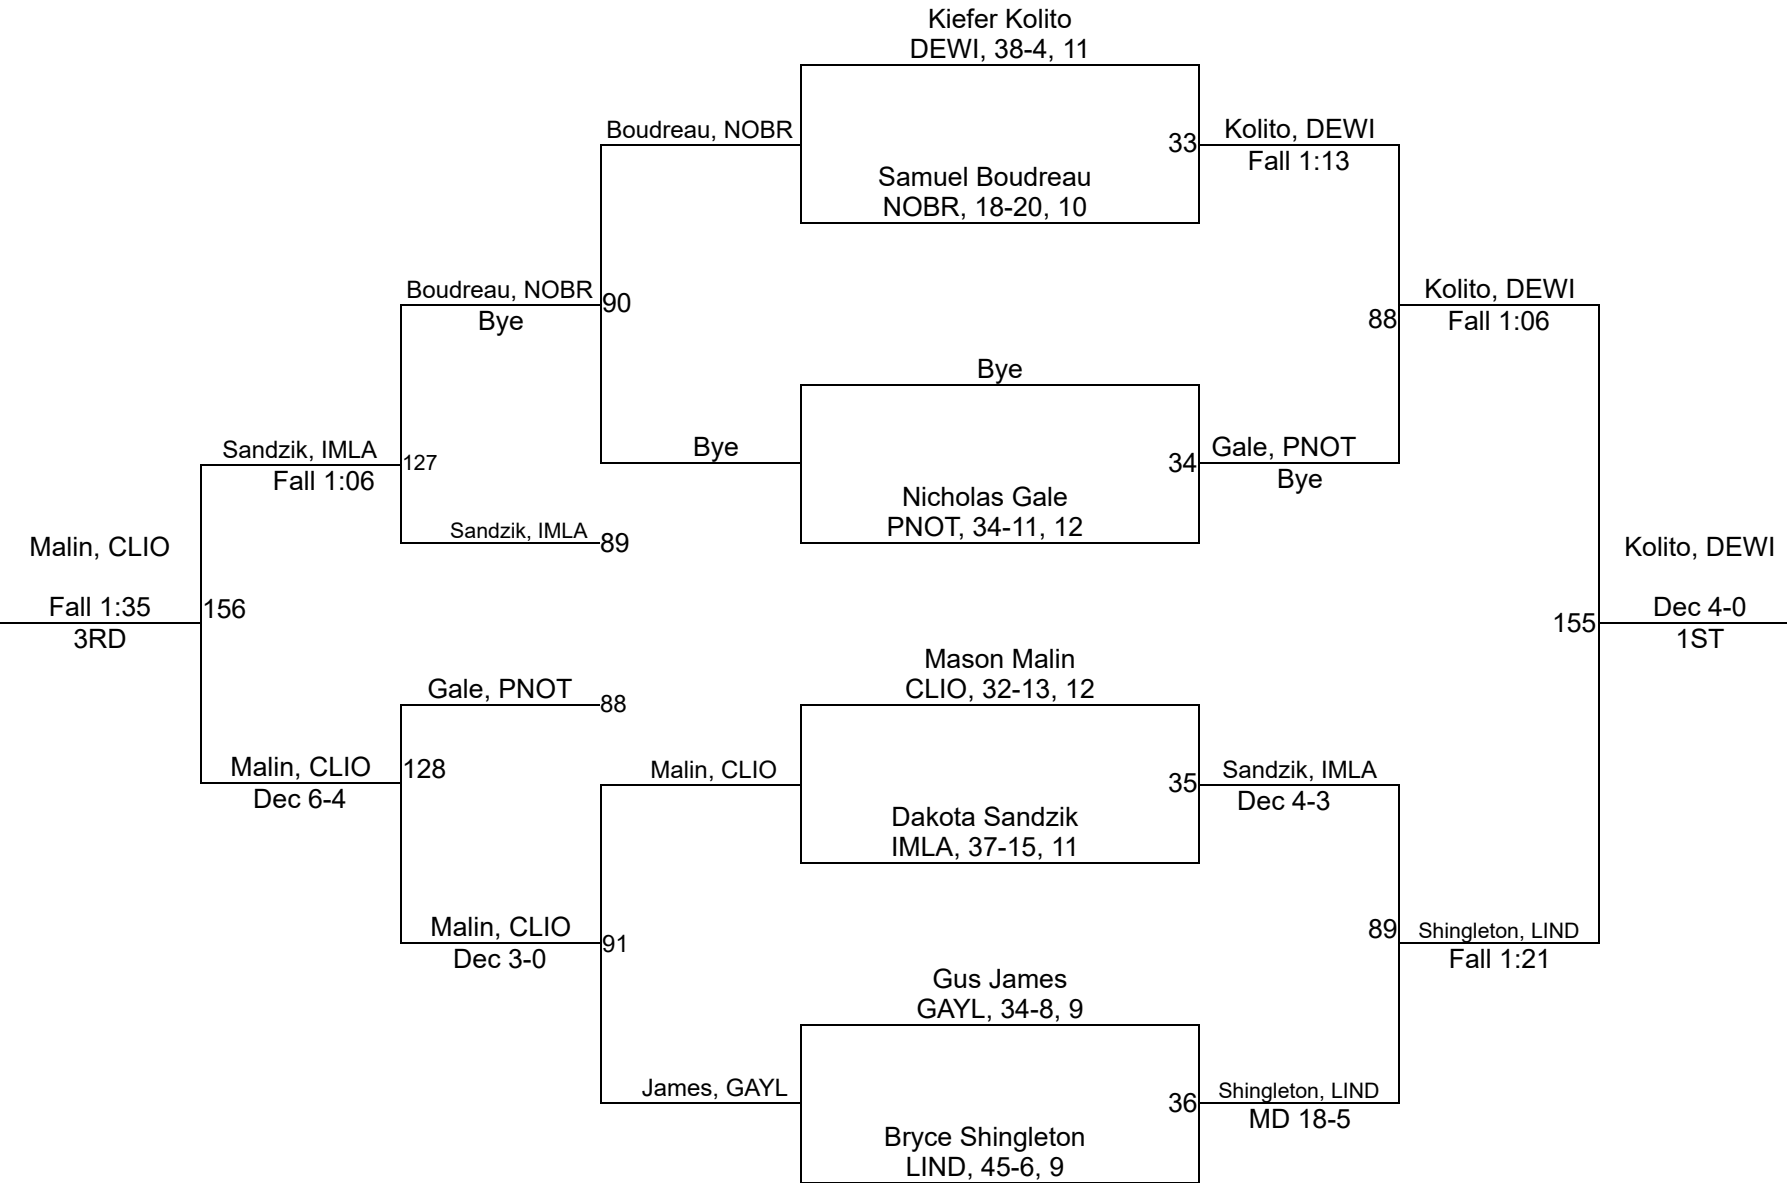 Kiefer Kolito
DEWI, 38-4, 11
Boudreau, NOBR
33
Kolito, DEWI
Fall 1:13
Samuel Boudreau
NOBR, 18-20, 10
Boudreau, NOBR
Bye
90
88
Kolito, DEWI
Fall 1:06
Bye
Sandzik, IMLA
Fall 1:06
127
Bye
34
Gale, PNOT
Bye
Nicholas Gale
PNOT, 34-11, 12
Sandzik, IMLA
89
Malin, CLIO
Fall 1:35
3RD
156
Kolito, DEWI
155
Dec 4-0
1ST
Mason Malin
CLIO, 32-13, 12
Gale, PNOT
88
Malin, CLIO
Dec 6-4
128
Malin, CLIO
35
Sandzik, IMLA
Dec 4-3
Dakota Sandzik
IMLA, 37-15, 11
Malin, CLIO
Dec 3-0
91
89
Shingleton, LIND
Fall 1:21
Gus James
GAYL, 34-8, 9
James, GAYL
36
Shingleton, LIND
MD 18-5
Bryce Shingleton
LIND, 45-6, 9